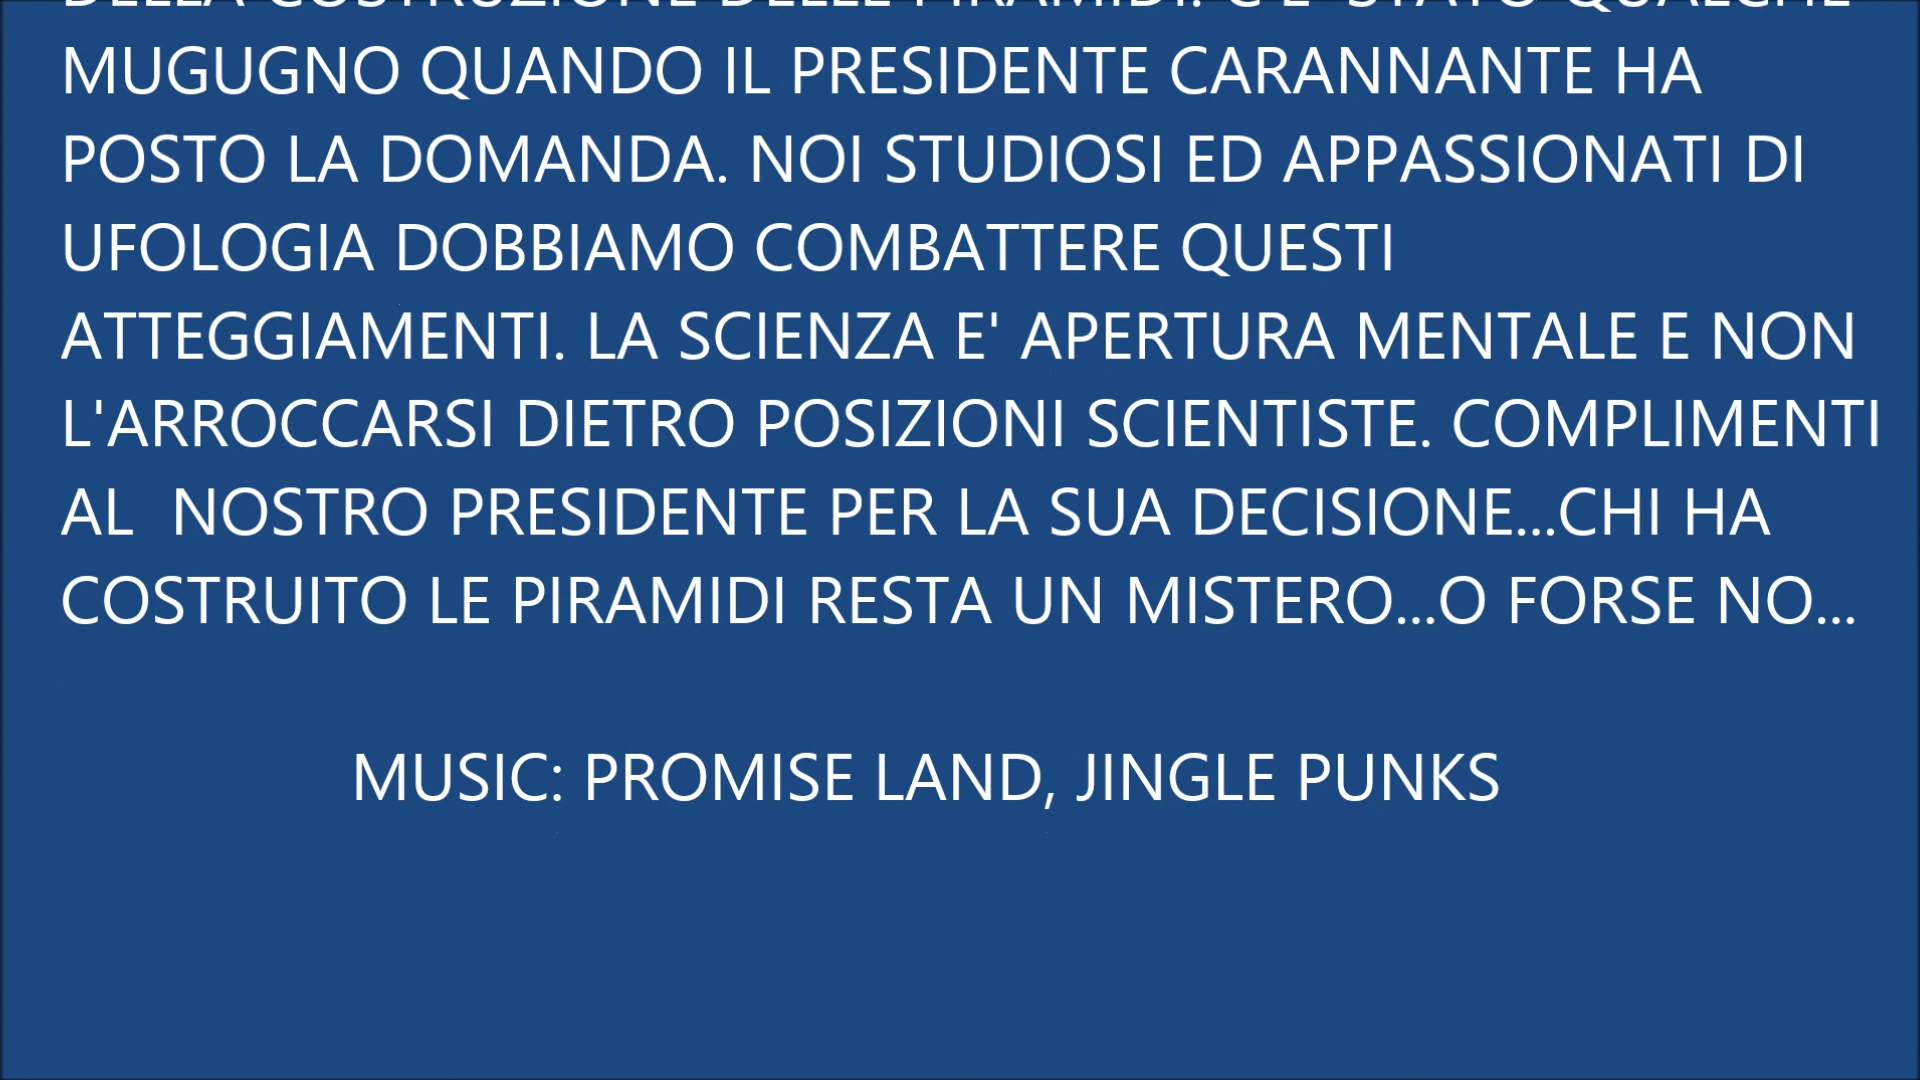 DELLA COSTRUZIONE DELLE PIRAMIDI. C'E' STATO QUALCHE
MUGUGNO QUANDO IL PRESIDENTE CARANNANTE HA
POSTO LA DOMANDA. NOI STUDIOSI ED APPASSIONATI DI
UFOLOGIA DOBBIAMO COMBATTERE QUESTI
ATTEGGIAMENTI. LA SCIENZA E' APERTURA MENTALE E NON
L'ARROCCARSI DIETRO POSIZIONI SCIENTISTE. COMPLIMENTI
AL  NOSTRO PRESIDENTE PER LA SUA DECISIONE...CHI HA
COSTRUITO LE PIRAMIDI RESTA UN MISTERO...O FORSE NO...
MUSIC: PROMISE LAND, JINGLE PUNKS